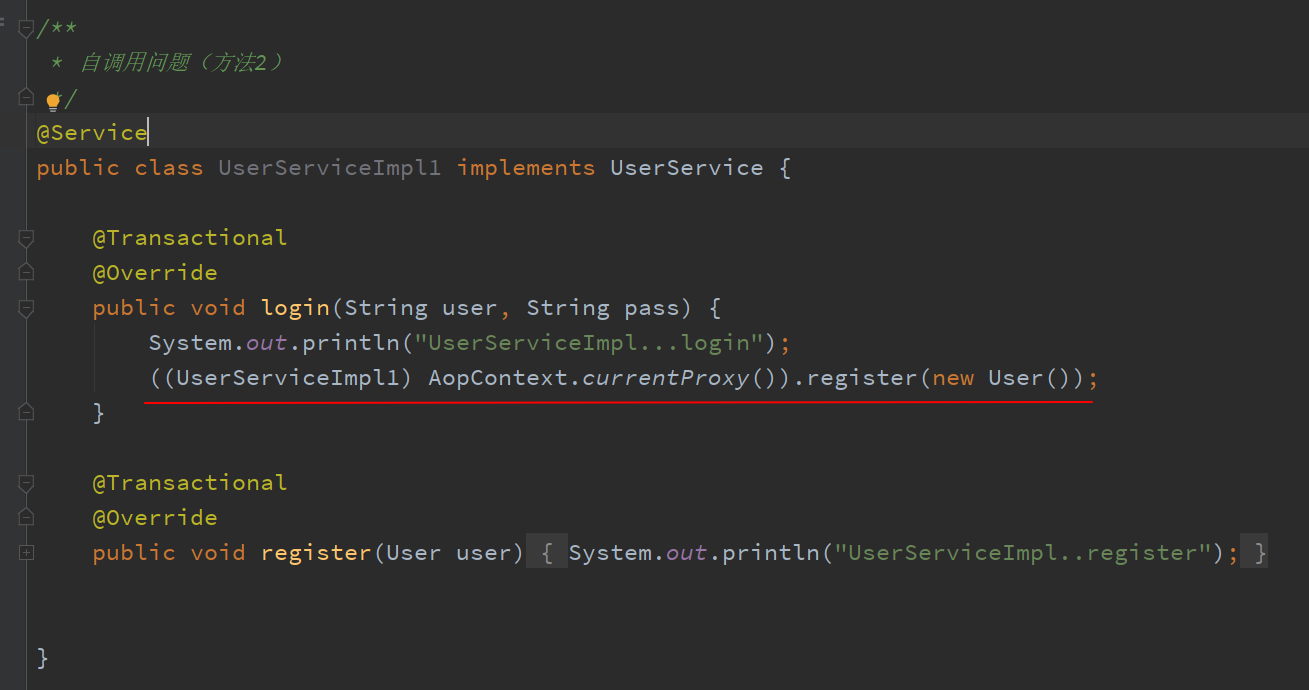 /**
* 自调用问题（方法2）
*/
@Service
public class UserServiceImpl1 implements UserService {
@Transactional
@Override
public void login(String user, String pass) {
System.out.println("UserServiceImpl...login");
((UserServiceImpl1) AopContext.currentProxy()).register(new User());
}
@Transactional
@Override
public void register(User user) { System.out.println("UserServiceImpl..register"); }
}